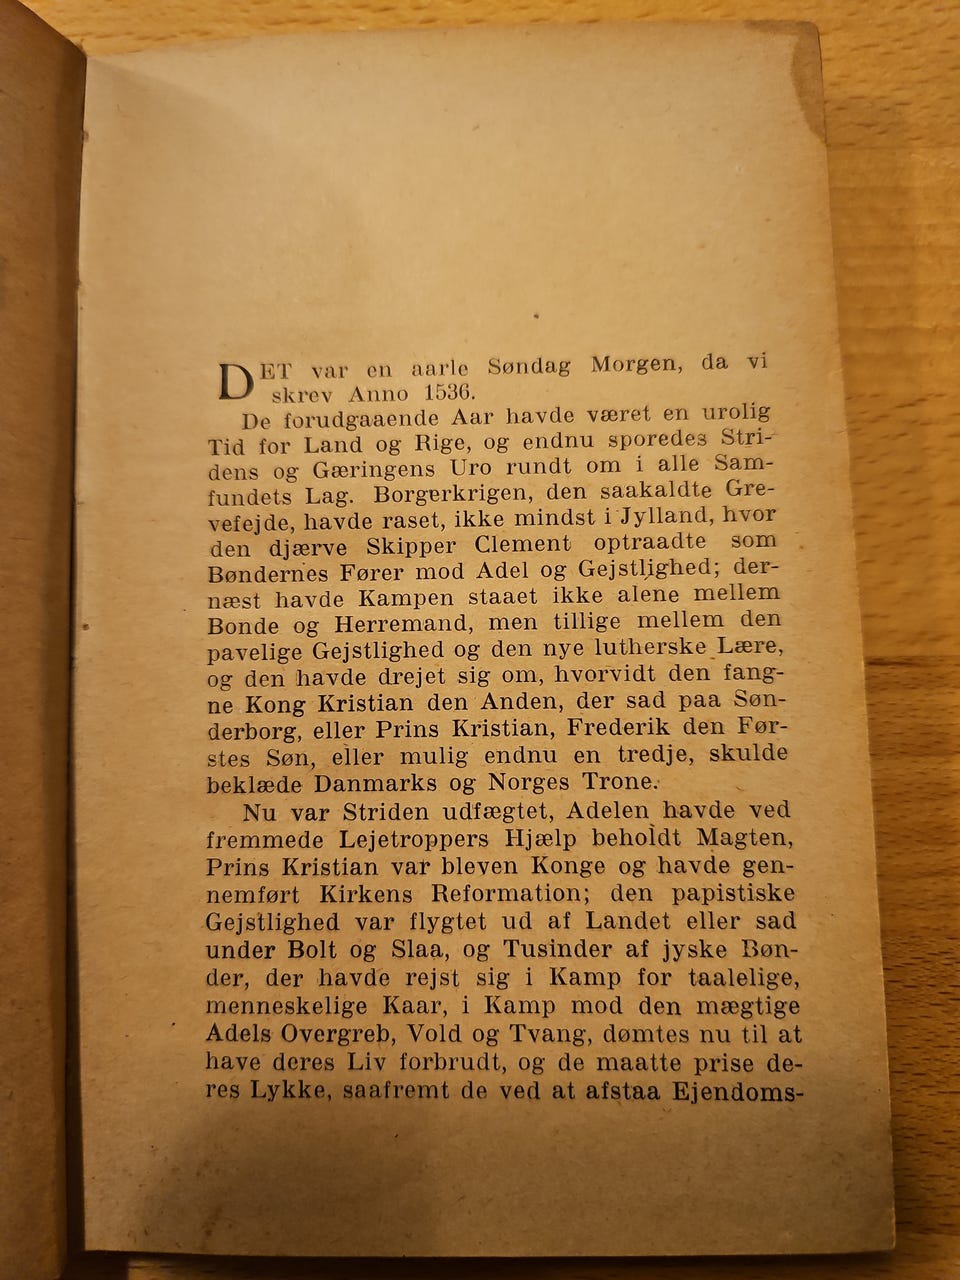 DET var en aarle Søndag Morgen, da vi
skrev Anno 1536.
De forudgaaende Aar havde været en urolig
Tid for Land og Rige, og endnu sporedes Stri-
dens og Gæringens Uro rundt om i alle Sam-
fundets Lag. Borgerkrigen, den saakaldte Gre-
vefejde, havde raset, ikke mindst i Jylland, hvor
den djærve Skipper Clement optraadte som
Bøndernes Fører mod Adel og Gejstlighed; der-
næst havde Kampen staaet ikke alene mellem
Bonde og Herremand, men tillige mellem den
pavelige Gejstlighed og den nye lutherske Lære,
og den havde drejet sig om, hvorvidt den fang-
ne Kong Kristian den Anden, der sad paa Søn-
derborg, eller Prins Kristian, Frederik den Før-
stes Søn, eller mulig endnu en tredje, skulde
beklæde Danmarks og Norges Trone.
Nu var Striden udfægtet, Adelen havde ved
fremmede Lejetroppers Hjælp beholdt Magten,
Prins Kristian var bleven Konge og havde gen-
nemført Kirkens Reformation; den papistiske
Gejstlighed var flygtet ud af Landet eller sad
under Bolt og Slaa, og Tusinder af jyske Bøn-
der, der havde rejst sig i Kamp for taalelige,
menneskelige Kaar, i Kamp mod den mægtige
Adels Overgreb, Vold og Tvang, dømtes nu til at
have deres Liv forbrudt, og de maatte prise de-
res Lykke, saafremt de ved at afstaa Ejendoms-